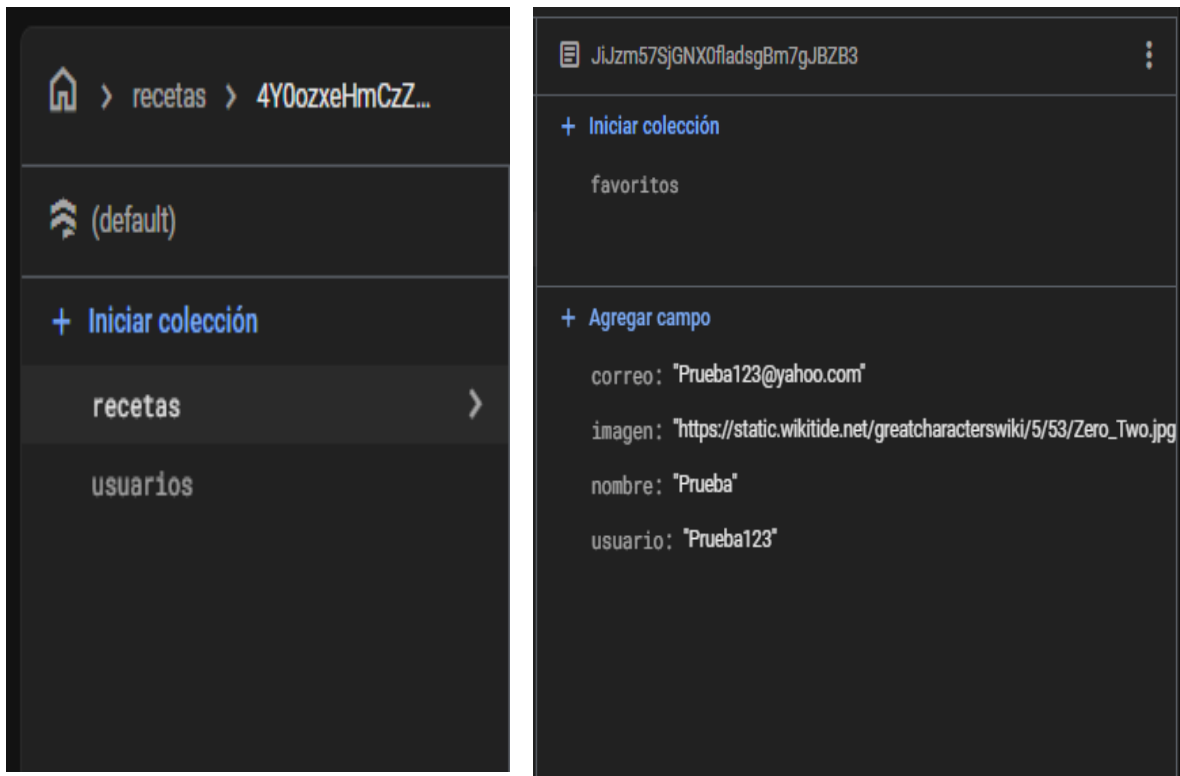 recetas > 4Y0ozxeHmCzZ...
(default)
+ Iniciar colección
recetas
usuarios
JiJzm57SjGNX0fladsgBm7gJBZB3
+ Iniciar colección
favoritos
+ Agregar campo
correo: "Prueba123@yahoo.com"
imagen: "https://static.wikitide.net/greatcharacterswiki/5/53/Zero_Two.jpg
nombre: "Prueba"
usuario: "Prueba123"